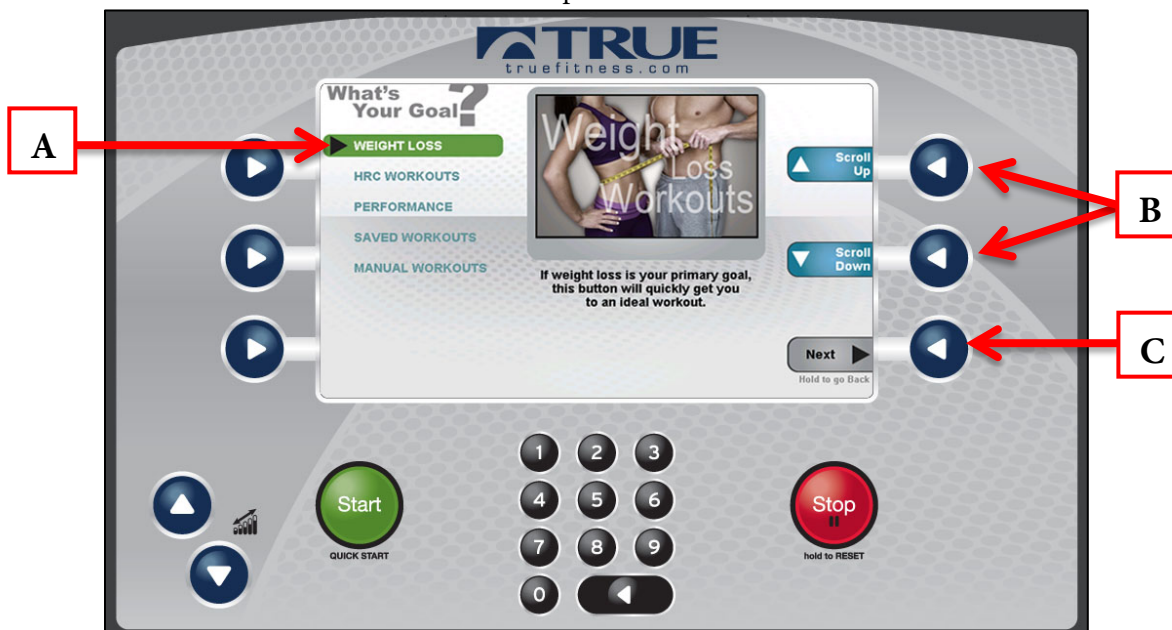 TRUE
truefitness.com
What's
Your Goal?
WEIGHT LOSS
HRC WORKOUTS
PERFORMANCE
SAVED WORKOUTS
MANUAL WORKOUTS
Weight
Loss
Workouts
If weight loss is your primary goal,
this button will quickly get you
to an ideal workout.
Scroll
Up
Scroll
Down
Next
Hold to go Back
A
B
C
1 2 3
4 5 6
7 8 9
0
Start
QUICK START
Stop
hold to RESET